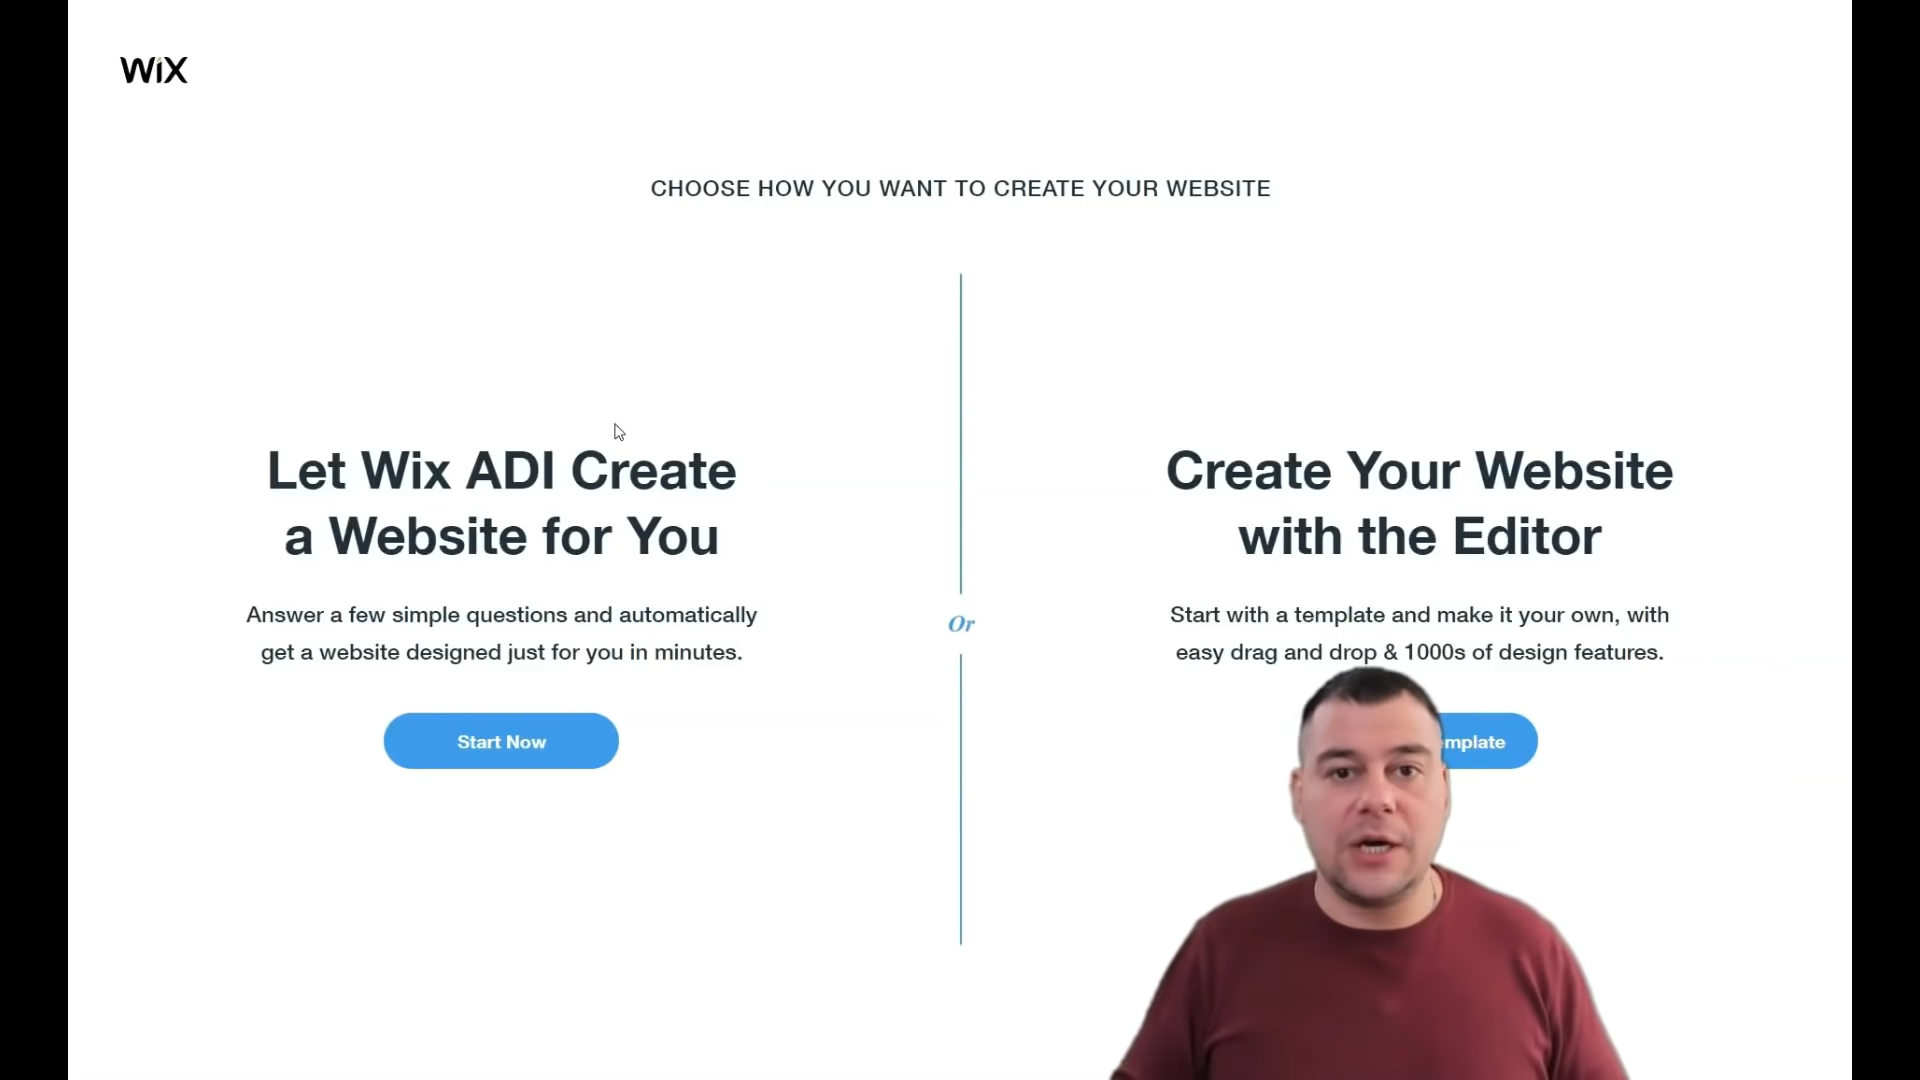 WiX
CHOOSE HOW YOU WANT TO CREATE YOUR WEBSITE
Let Wix ADI Create
a Website for You
Answer a few simple questions and automatically
get a website designed just for you in minutes.
Start Now
Or
Create Your Website
with the Editor
Start with a template and make it your own, with
easy drag and drop & 1000s of design features.